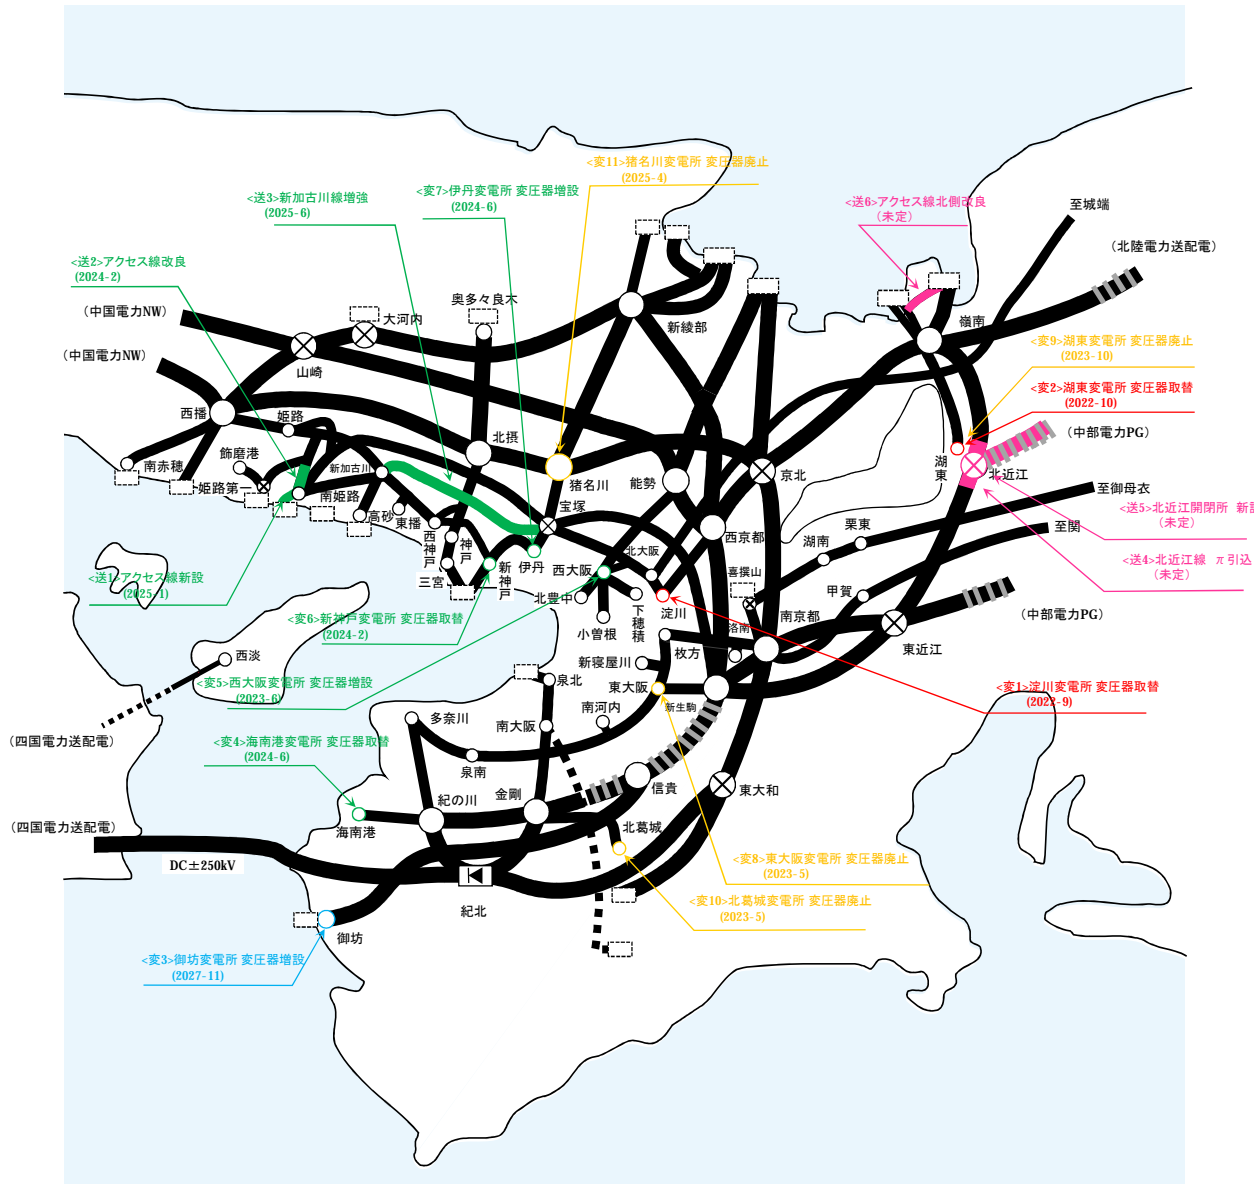 <変11>猪名川変電所 変圧器廃止
(2025-4)
<変7>伊丹変電所 変圧器増設
(2024-6)
<送3>新加古川線増強
(2025-6)
<送6>アクセス線北側改良
(未定)
至城端
(北陸電力送配電)
<送2>アクセス線改良
(2024-2)
奥多々良木
(中国電力NW)
大河内
新綾部
嶺南
<変9>湖東変電所 変圧器廃止
(2023-10)
(中国電力NW)
山崎
<変2>湖東変電所 変圧器取替
(2022-10)
西播
姫路
(中部電力PG)
北摂
飾磨港
南赤穂
新加古川
湖東
北近江
姫路第一
南姫路
猪名川
能勢
京北
至御母衣
高砂
東播
宝塚
<送5>北近江開閉所 新設
(未定)
栗東
至関
西神戸
神戸
西京都
湖南
北大阪
<送4>北近江線 π引込
(未定)
伊丹
西大阪
新神戸
喜撰山
三宮
<送1>アクセス線新設
(2025-1)
北豊中
下穂積
淀川
甲賀
(中部電力PG)
<変6>新神戸変電所 変圧器取替
(2024-2)
小曽根
洛南
南京都
枚方
東近江
西淡
新寝屋川
<変5>西大阪変電所 変圧器増設
(2023-6)
泉北
東大阪
<変1>淀川変電所 変圧器取替
(2022-9)
新生駒
南河内
多奈川
南大阪
(四国電力送配電)
<変4>海南港変電所 変圧器取替
(2024-6)
泉南
信貴
東大和
紀の川
金剛
(四国電力送配電)
海南港
北葛城
DC±250kV
<変8>東大阪変電所 変圧器廃止
(2023-5)
<変10>北葛城変電所 変圧器廃止
(2023-5)
紀北
御坊
<変3>御坊変電所 変圧器増設
(2027-11)